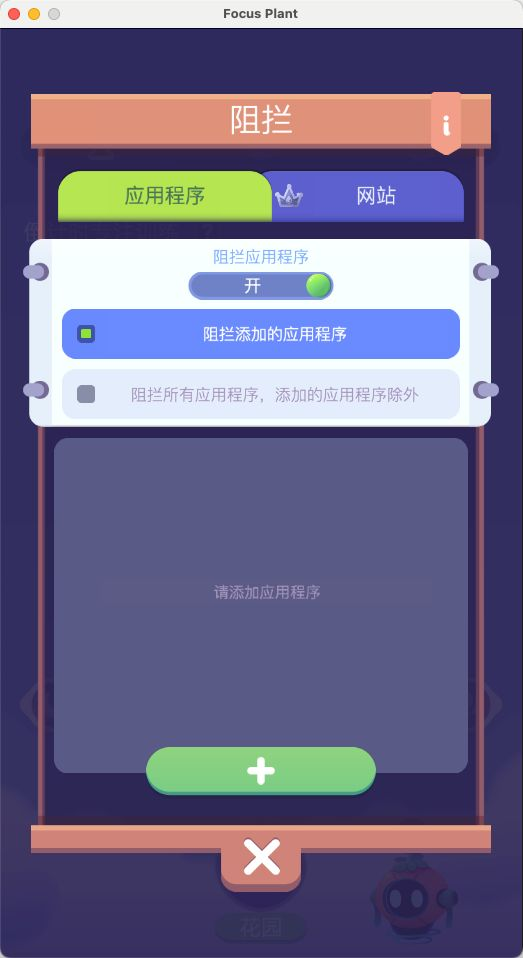 Focus Plant
阻拦
应用程序
网站
阻拦应用程序
开
阻拦添加的应用程序
阻拦所有应用程序，添加的应用程序除外
请添加应用程序
花园